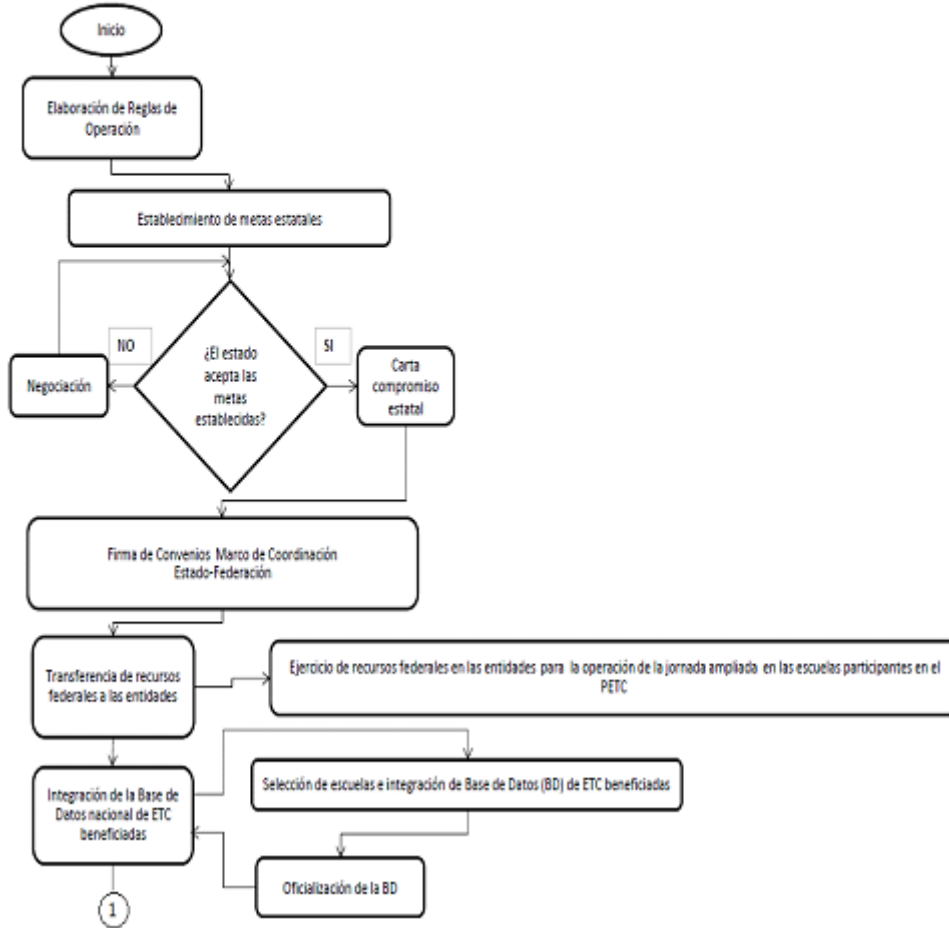 Inicio
Elaboración de Reglas de
Operación
Establecimiento de metas estatales
NO
SI
¿El estado
acepta las
metas
establecidas?
Negociación
Carta
compromiso
estatal
Firma de Convenios Marco de Coordinación
Estado-Federación
Transferencia de recursos
federales a las entidades
Ejercicio de recursos federales en las entidades para la operación de la jornada ampliada en las escuelas participantes en el
PETC
Integración de la Base de
Datos nacional de ETC
beneficiadas
Selección de escuelas e integración de Base de Datos (BD) de ETC beneficiadas
Oficialización de la BD
1